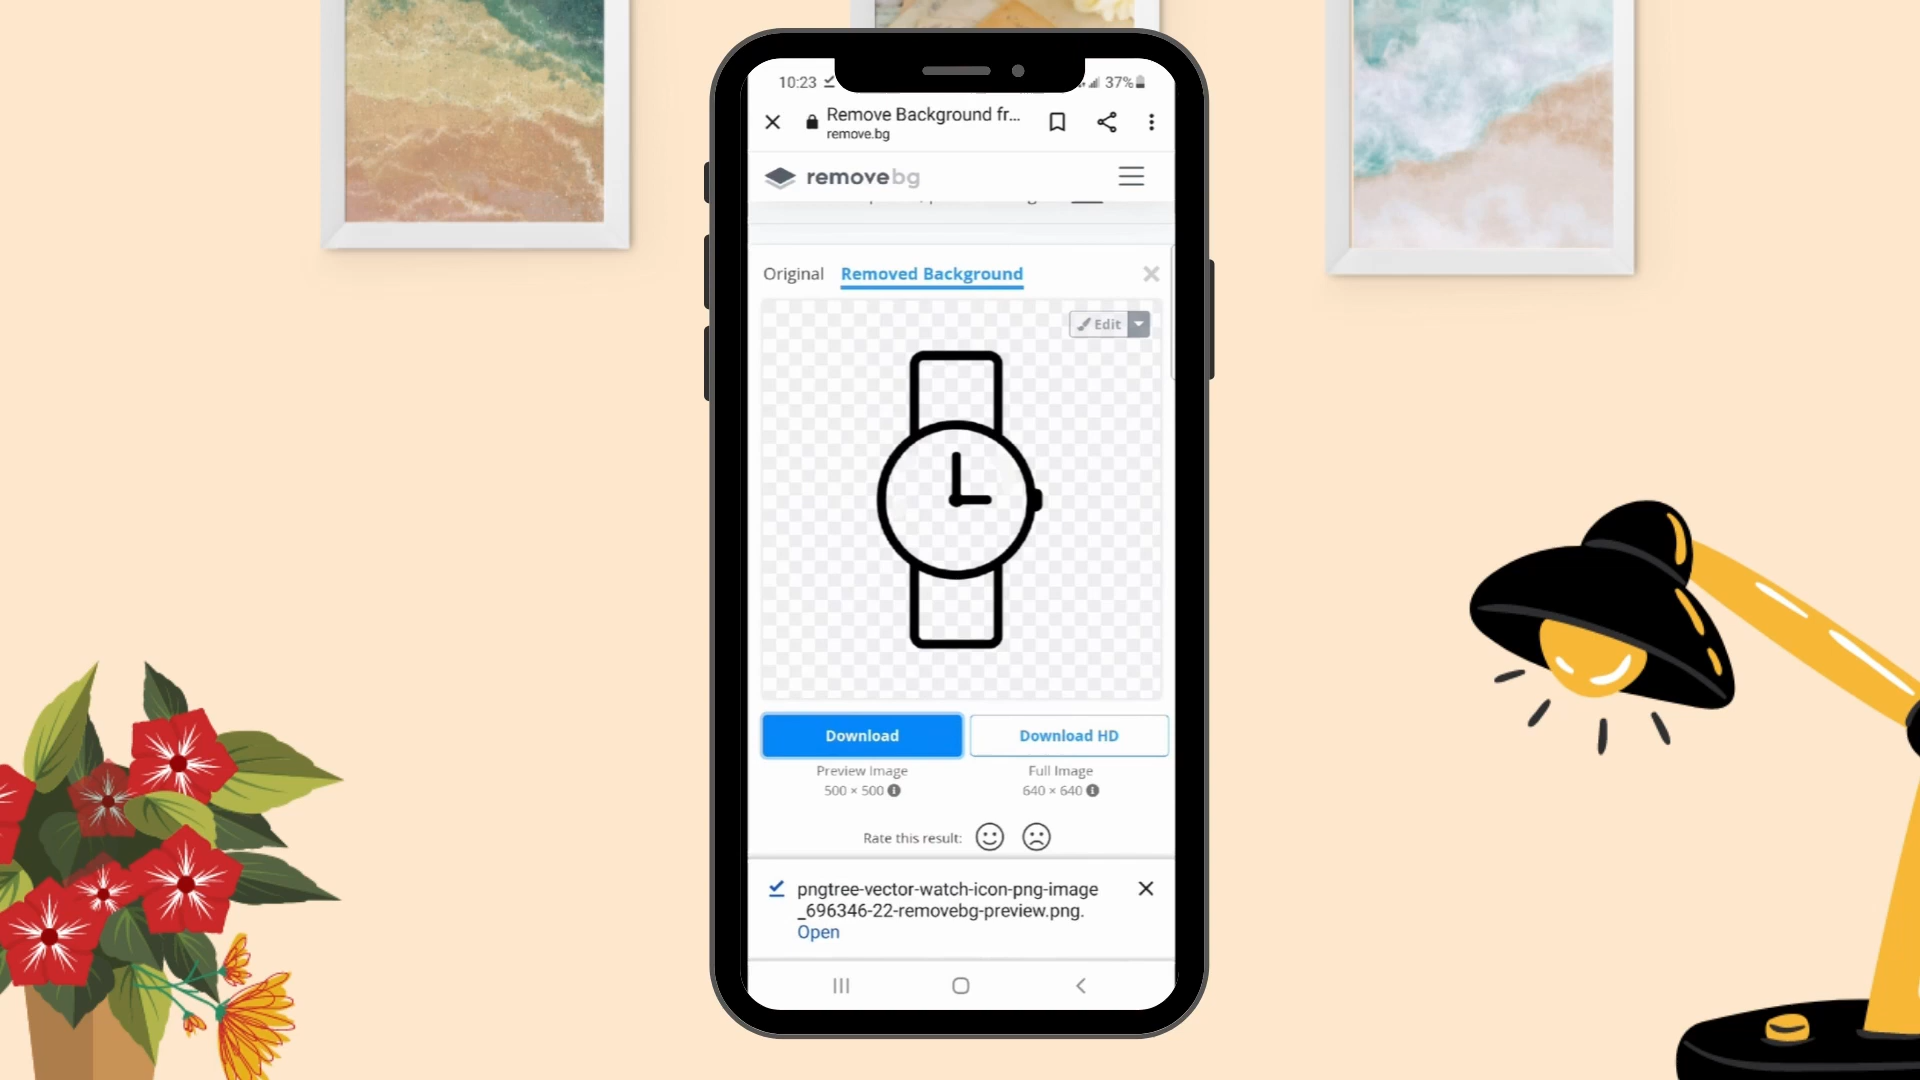 10:23
37%
Remove Background fr...
remove.bg
removebg
Original Removed Background
Edit
Download
Download HD
Preview Image
500 × 500
Full Image
640 × 640
Rate this result:
pngtree-vector-watch-icon-png-image
_696346-22-removebg-preview.png.
Open